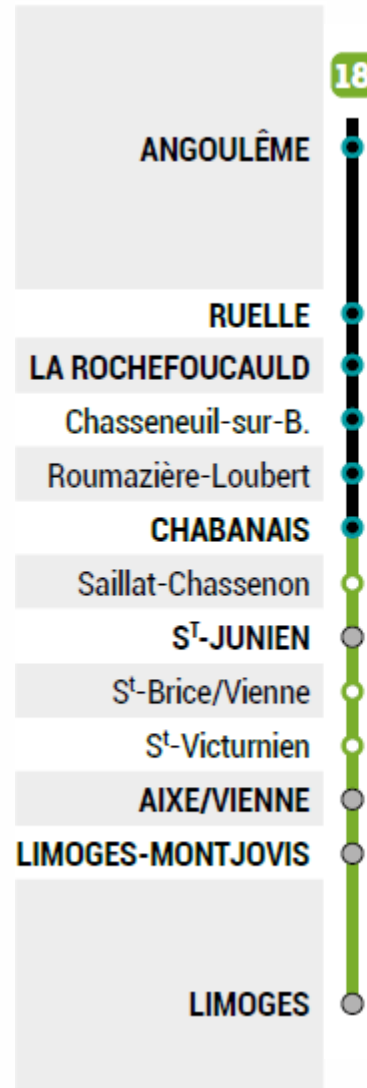 18
ANGOULÊME
RUELLE
LA ROCHEFOUCAULD
Chasseneuil-sur-B.
Roumazière-Loubert
CHABANAIS
Saillat-Chassenon
Sᵀ-JUNIEN
Sᵗ-Brice/Vienne
Sᵗ-Victurnien
AIXE/VIENNE
LIMOGES-MONTJOVIS
LIMOGES